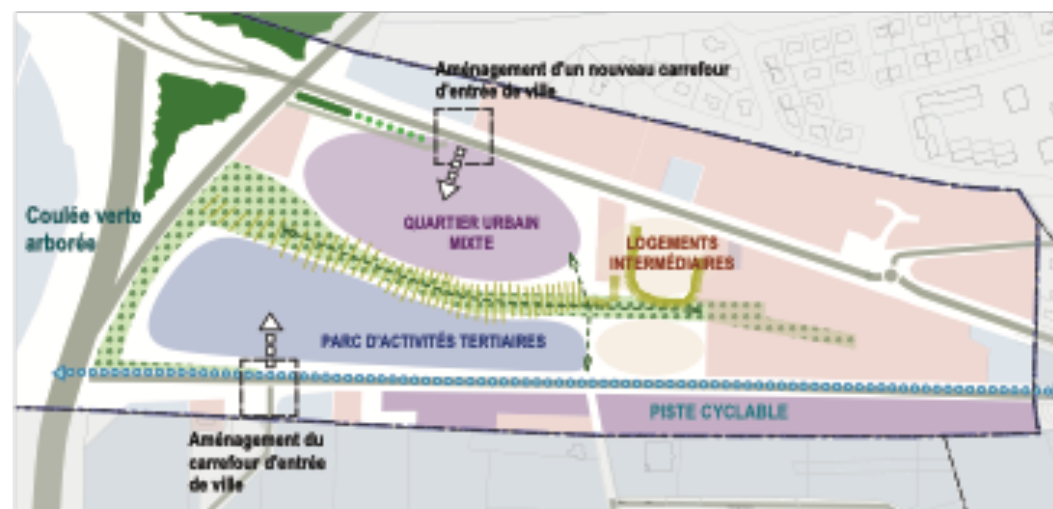 Aménagement d'un nouveau carrefour
d'entrée de ville
Coulée verte
arborée
QUARTIER URBAIN
MIXTE
LOGEMENTS
INTERMÉDIAIRES
PARC D'ACTIVITÉS TERTIAIRES
PISTE CYCLABLE
Aménagement du
carrefour d'entrée
de ville